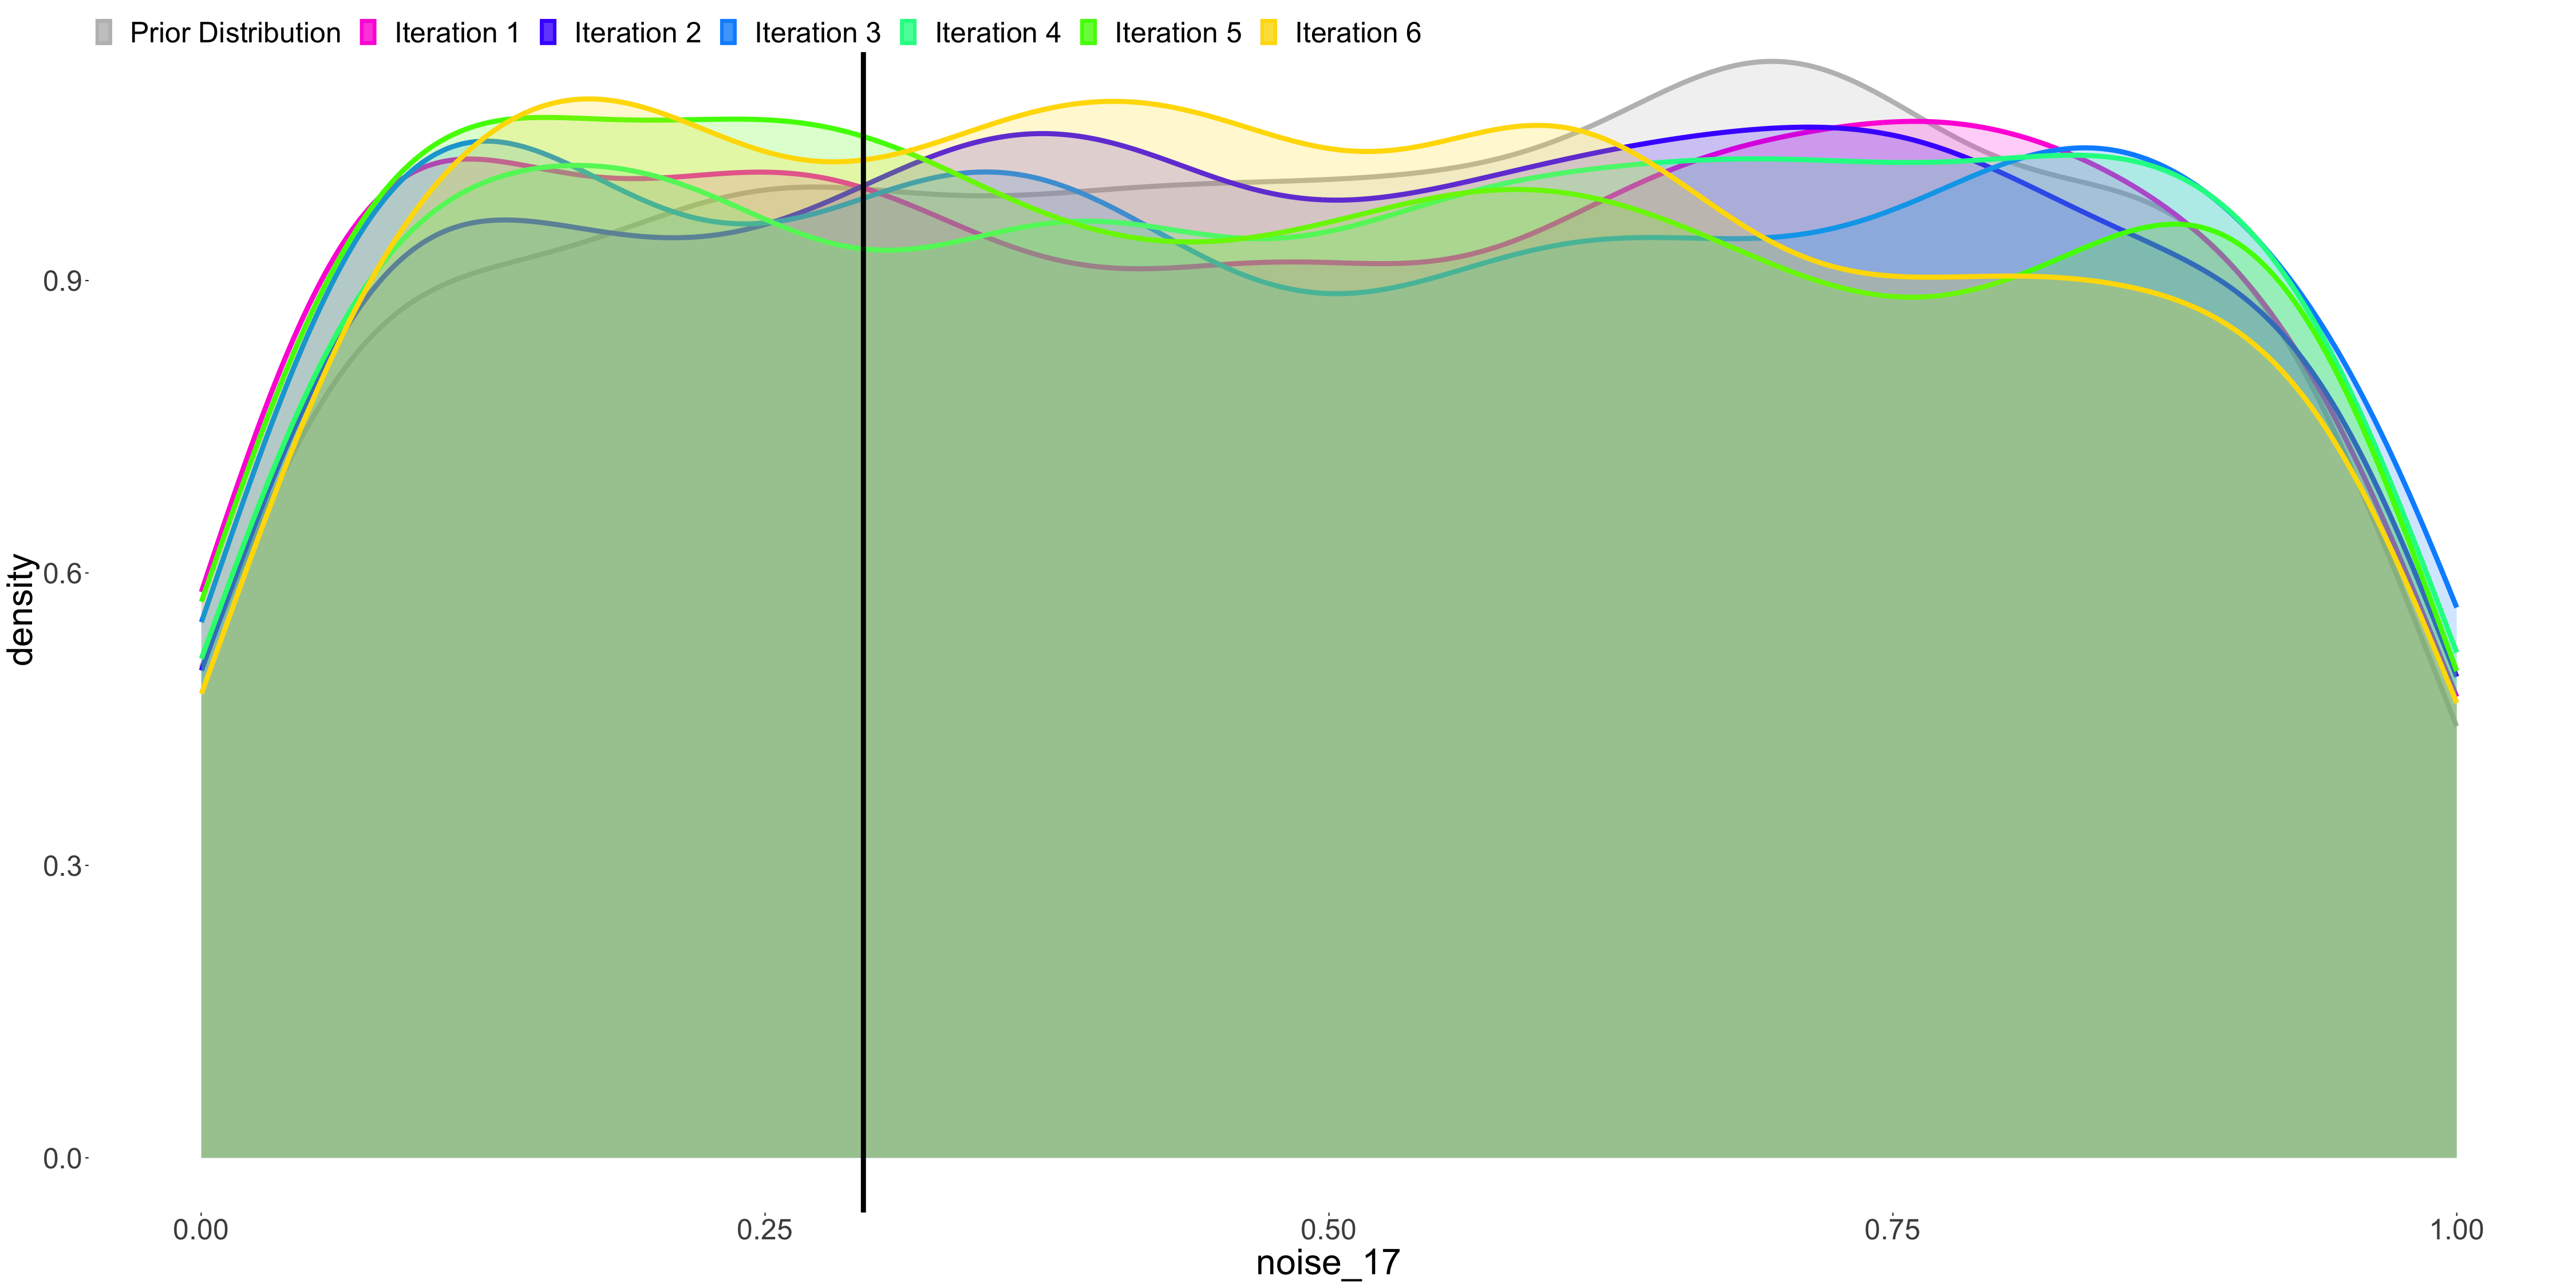 Prior Distribution Iteration 1 Iteration 2 Iteration 3 Iteration 4 Iteration 5 Iteration 6
density
0.9
0.6
0.3
0.0
0.00 0.25 0.50 0.75 1.00
noise_17